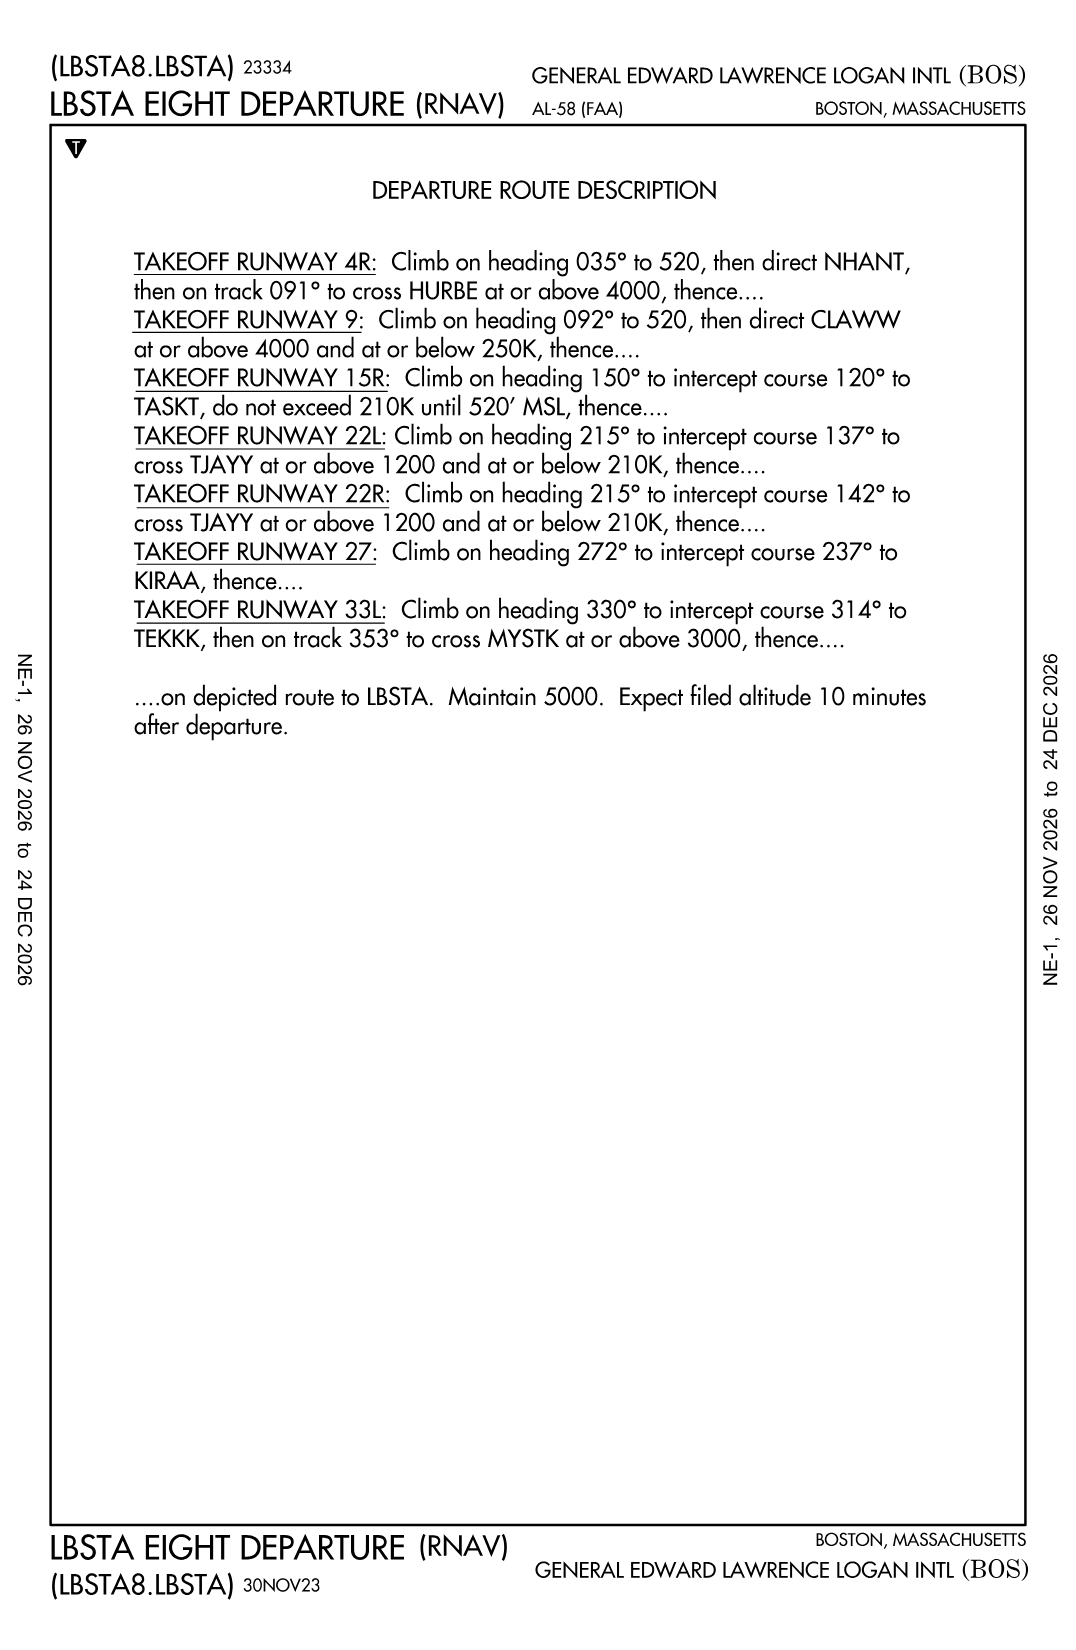 (LBSTA8.LBSTA) 23334
LBSTA EIGHT DEPARTURE (RNAV)
AL-58 (FAA)
GENERAL EDWARD LAWRENCE LOGAN INTL (BOS)
BOSTON, MASSACHUSETTS
T
DEPARTURE ROUTE DESCRIPTION
TAKEOFF RUNWAY 4R: Climb on heading 035° to 520, then direct NHANT,
then on track 091° to cross HURBE at or above 4000, thence....
TAKEOFF RUNWAY 9: Climb on heading 092° to 520, then direct CLAWW
at or above 4000 and at or below 250K, thence....
TAKEOFF RUNWAY 15R: Climb on heading 150° to intercept course 120° to
TASKT, do not exceed 210K until 520' MSL, thence....
TAKEOFF RUNWAY 22L: Climb on heading 215° to intercept course 137° to
cross TJAYY at or above 1200 and at or below 210K, thence....
TAKEOFF RUNWAY 22R: Climb on heading 215° to intercept course 142° to
cross TJAYY at or above 1200 and at or below 210K, thence....
TAKEOFF RUNWAY 27: Climb on heading 272° to intercept course 237° to
KIRAA, thence....
TAKEOFF RUNWAY 33L: Climb on heading 330° to intercept course 314° to
TEKKK, then on track 353° to cross MYSTK at or above 3000, thence....
....on depicted route to LBSTA. Maintain 5000. Expect filed altitude 10 minutes
after departure.
NE-1, 26 NOV 2026 to 24 DEC 2026
NE-1, 26 NOV 2026 to 24 DEC 2026
LBSTA EIGHT DEPARTURE (RNAV)
(LBSTA8.LBSTA) 30NOV23
BOSTON, MASSACHUSETTS
GENERAL EDWARD LAWRENCE LOGAN INTL (BOS)